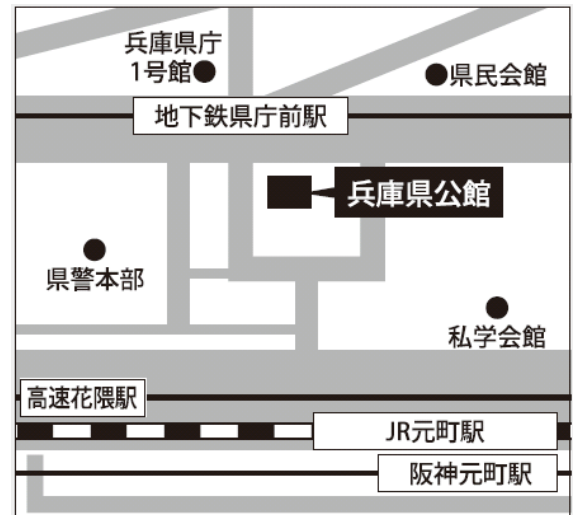 兵庫県庁
1号館●
●県民会館
地下鉄県庁前駅
兵庫県公館
県警本部
私学会館
高速花隈駅
JR元町駅
阪神元町駅